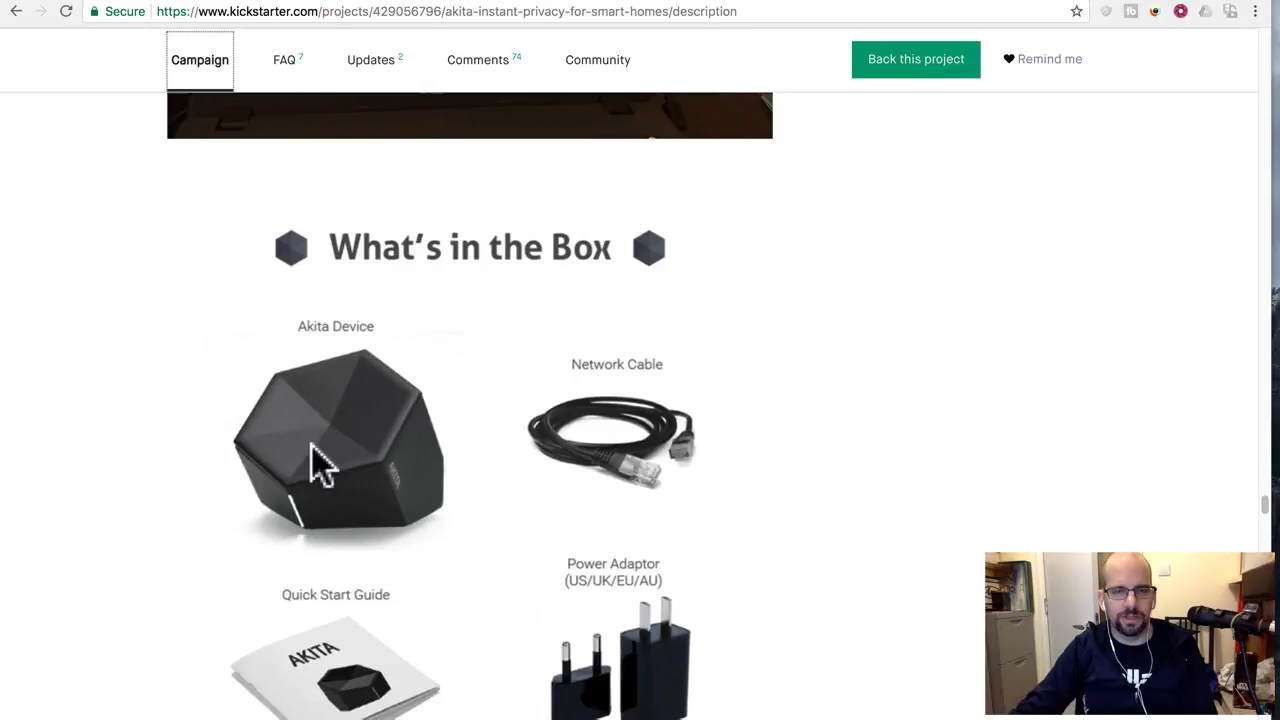 Secure https://www.kickstarter.com/projects/429056796/akita-instant-privacy-for-smart-homes/description
Campaign FAQ 7 Updates 2 Comments 74 Community Back this project Remind me
What's in the Box
Akita Device
Network Cable
Power Adaptor
(US/UK/EU/AU)
Quick Start Guide
AKITA